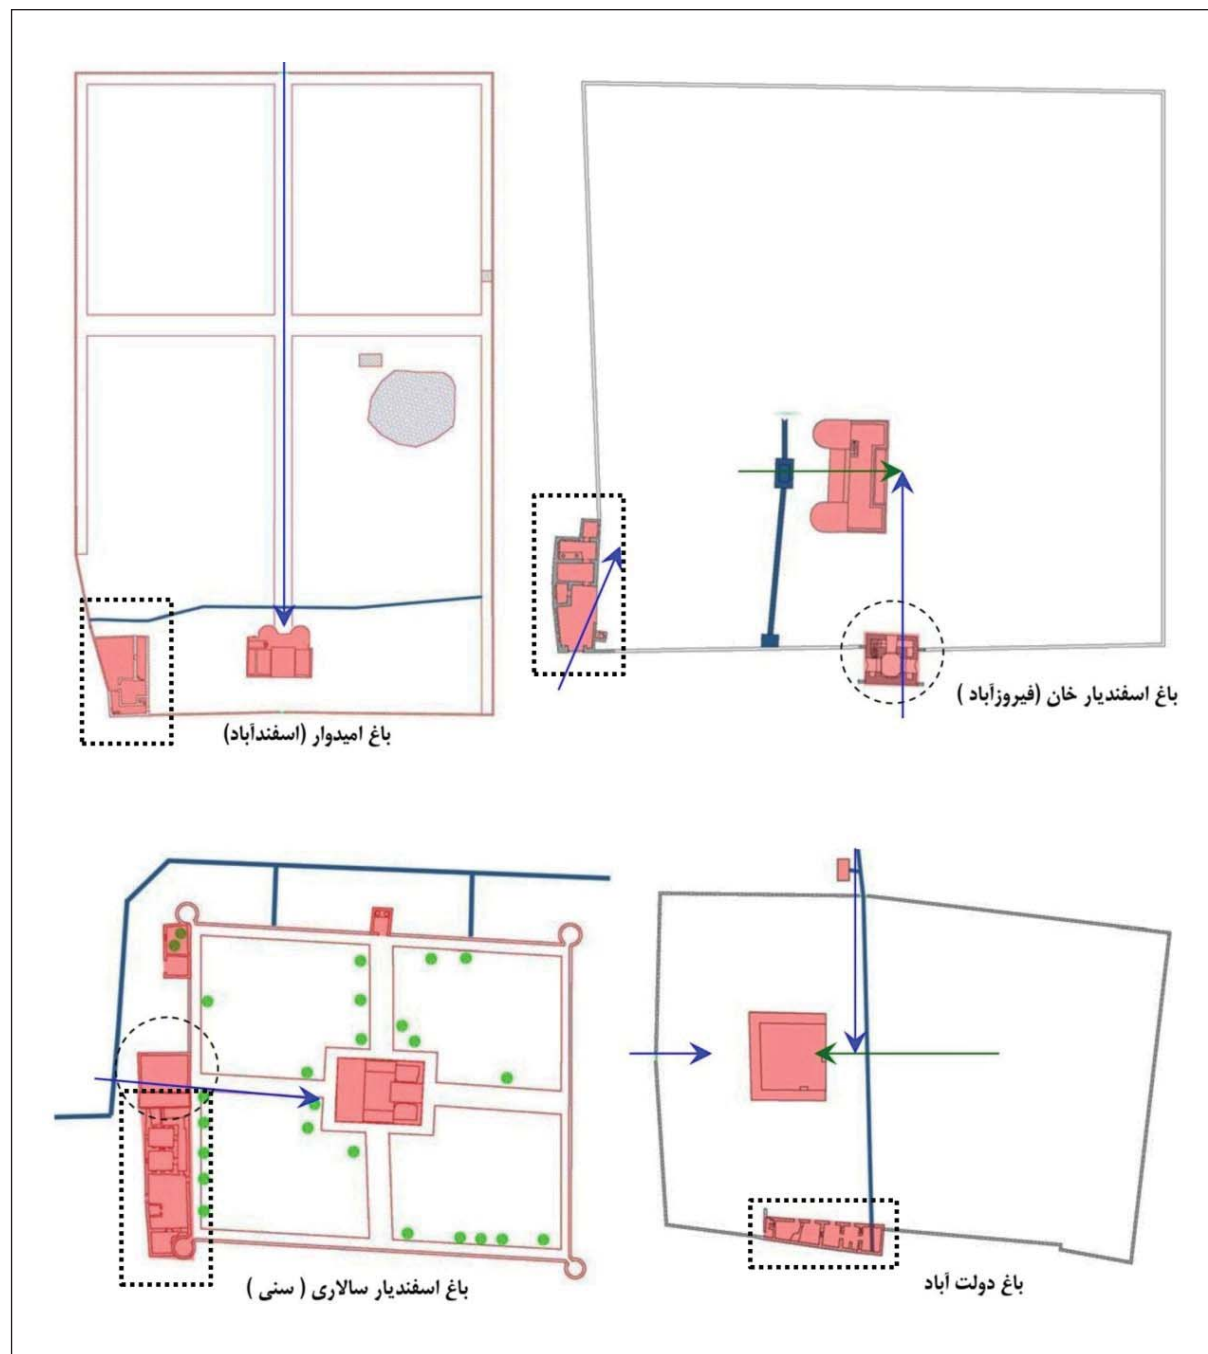 باغ اسفندیار خان (فیروزآباد )
باغ امیدوار (اسفندآباد)
باغ دولت آباد
باغ اسفندیار سالاری ( سنی )